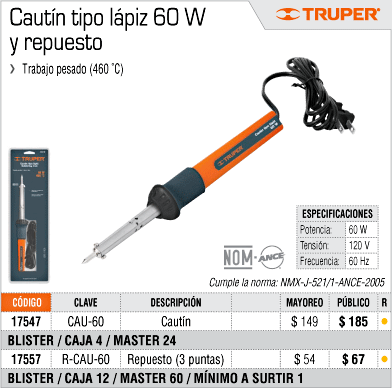 Cautín tipo lápiz 60 W
y repuesto
TRUPER®
❯ Trabajo pesado (460 °C)
TRUPER
ESPECIFICACIONES
Potencia: 60 W
Tensión: 120 V
Frecuencia: 60 Hz
NOM-ANCE
Cumple la norma: NMX-J-521/1-ANCE-2005
CÓDIGO CLAVE DESCRIPCIÓN MAYOREO PÚBLICO R
17547 CAU-60 Cautín $ 149 $ 185
BLISTER / CAJA 4 / MASTER 24
17557 R-CAU-60 Repuesto (3 puntas) $ 54 $ 67
BLISTER / CAJA 12 / MASTER 60 / MÍNIMO A SURTIR 1